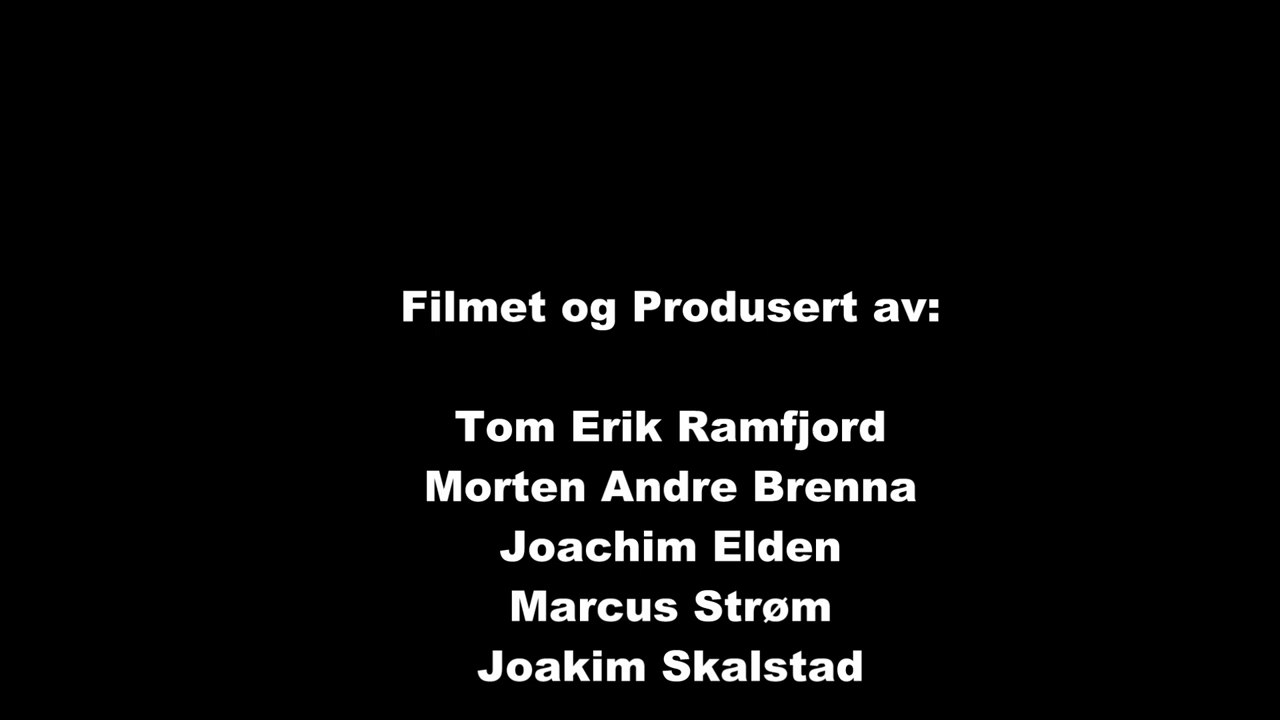 Filmet og Produsert av:
Tom Erik Ramfjord
Morten Andre Brenna
Joachim Elden
Marcus Strøm
Joakim Skalstad